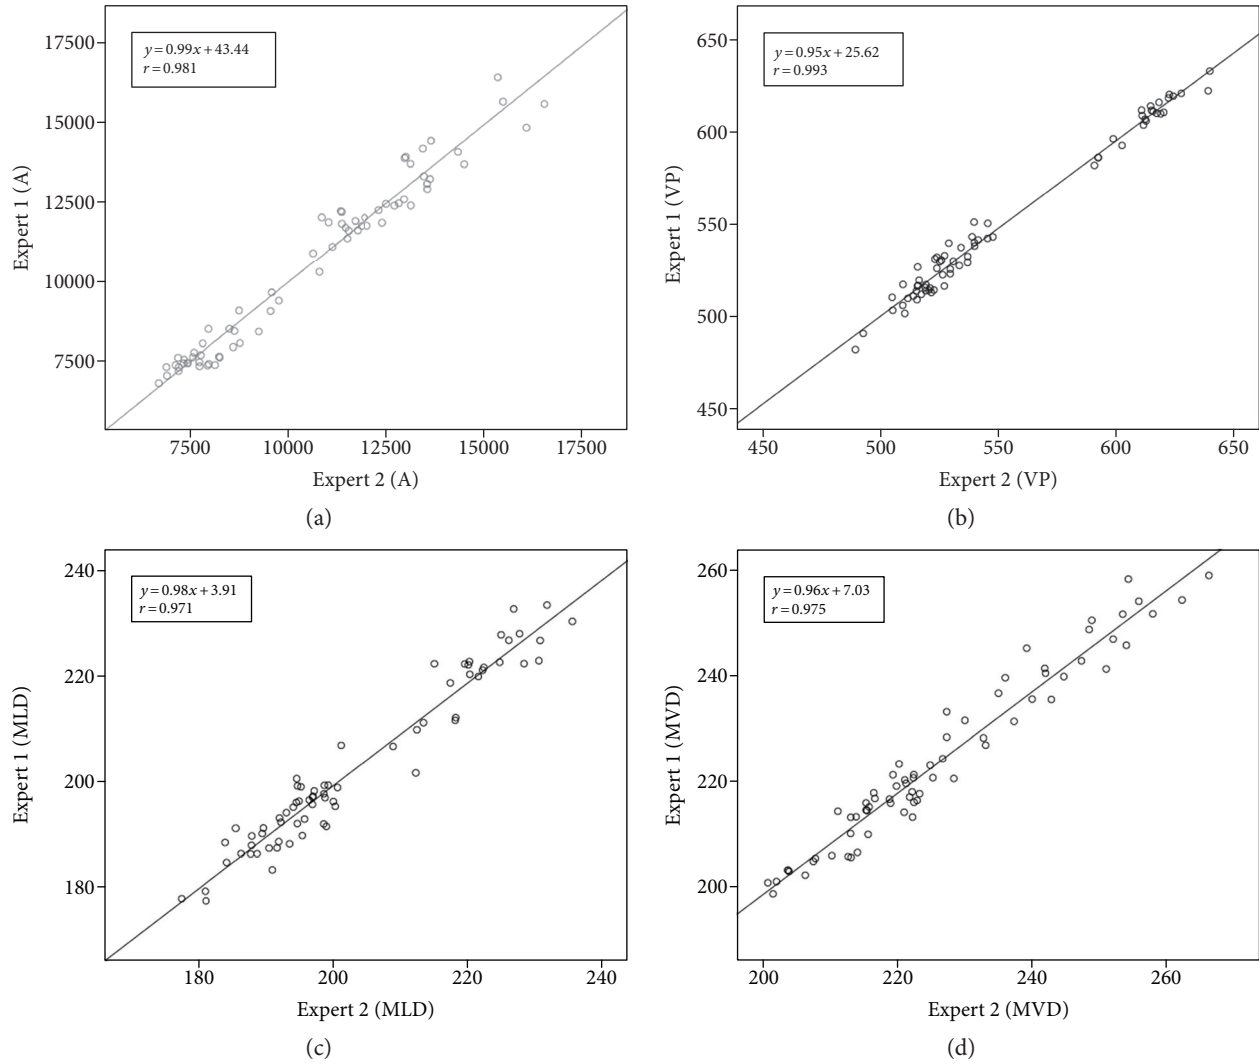 y=0.99x+43.44
r=0.981
17500
15000
12500
10000
7500
Expert 1 (A)
7500 10000 12500 15000 17500
Expert 2 (A)
(a)
y=0.95x+25.62
r=0.993
650
600
550
500
450
Expert 1 (VP)
450 500 550 600 650
Expert 2 (VP)
(b)
y=0.98x+3.91
r=0.971
240
220
200
180
Expert 1 (MLD)
180 200 220 240
Expert 2 (MLD)
(c)
y=0.96x+7.03
r=0.975
260
240
220
200
Expert 1 (MVD)
200 220 240 260
Expert 2 (MVD)
(d)